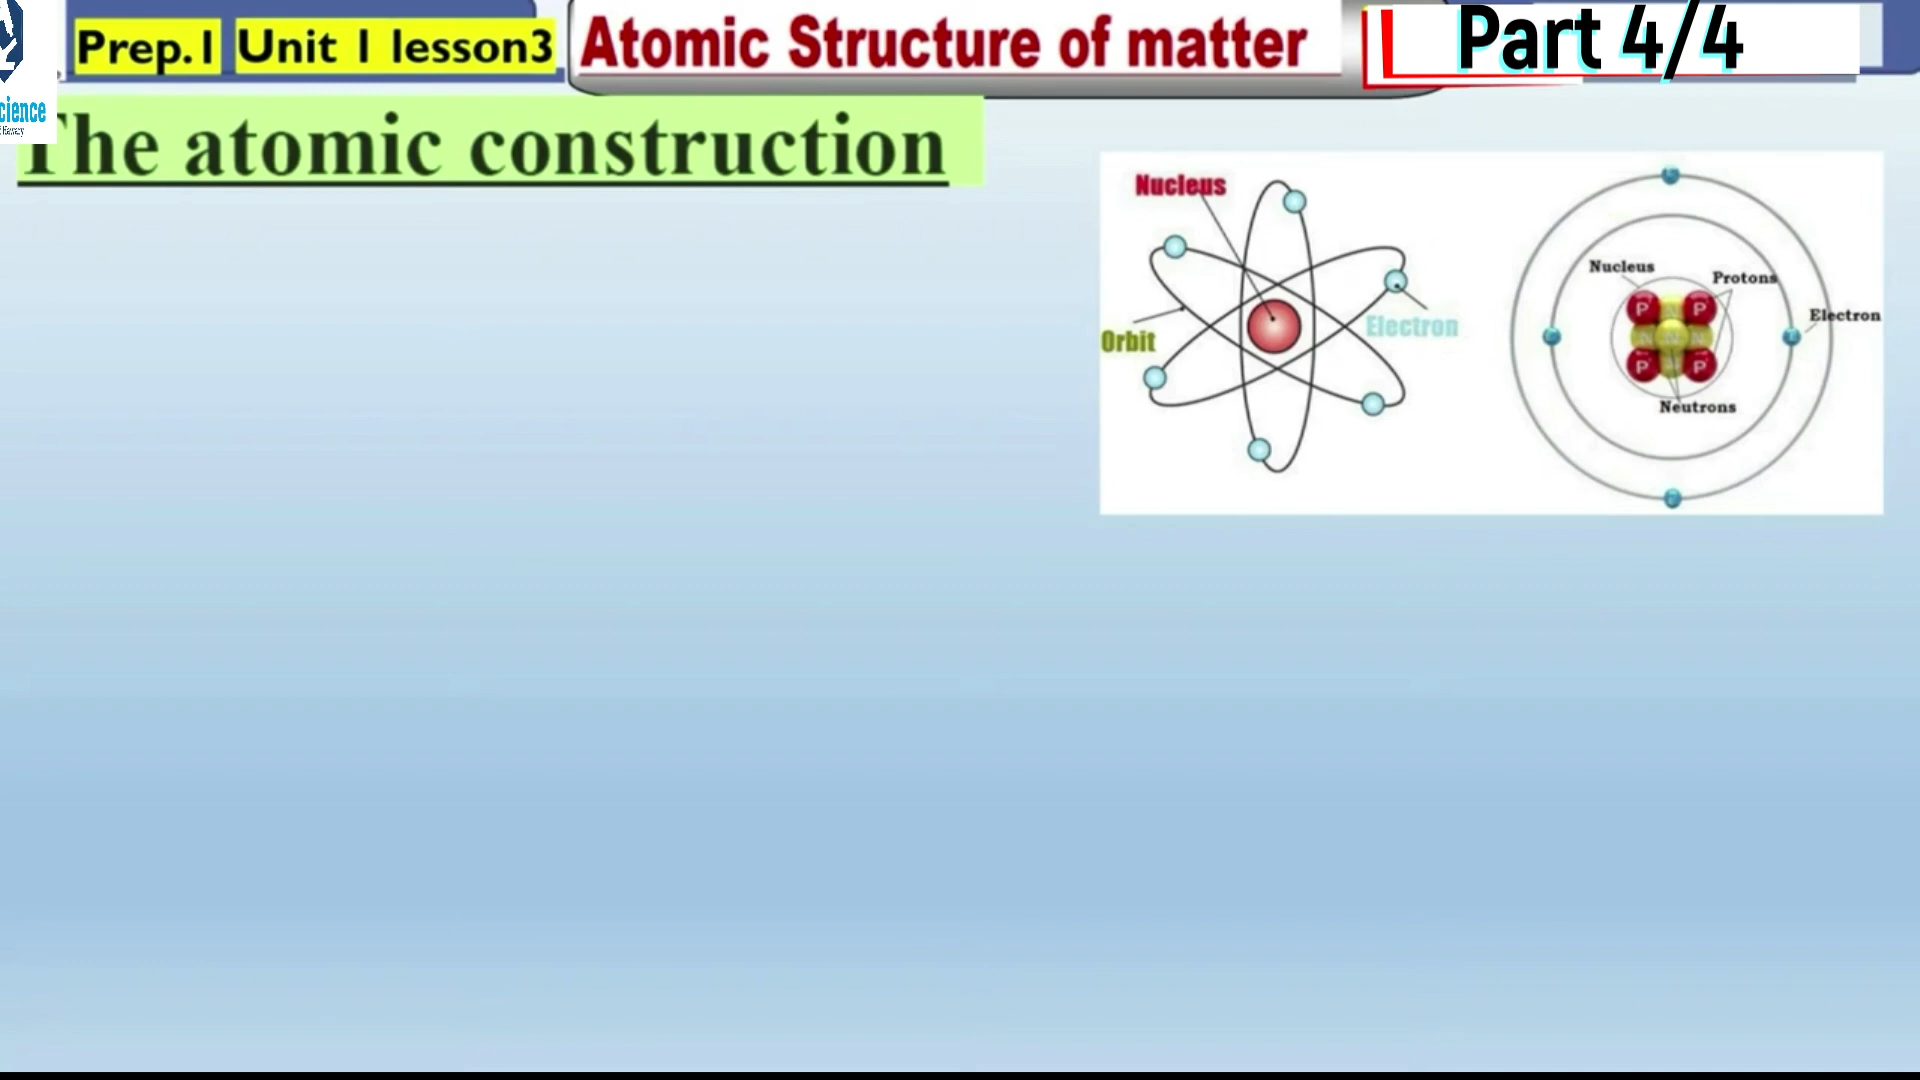 Prep.1 Unit 1 lesson3 Atomic Structure of matter Part 4/4
cience
The atomic construction
Nucleus
Orbit
Electron
Nucleus
Protons
Electron
P N P
N N N
P P
Neutrons